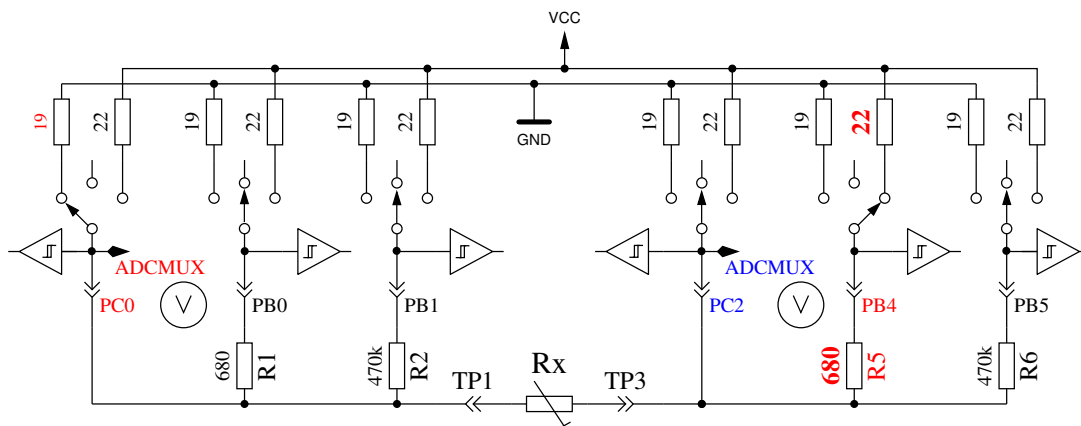 VCC
19
22
19
22
19
22
GND
19
22
19
22
19
22
ADCMUX
ADCMUX
PC0
V
PB0
PB1
PC2
V
PB4
PB5
680
R1
470k
R2
TP1
Rx
TP3
680
R5
470k
R6